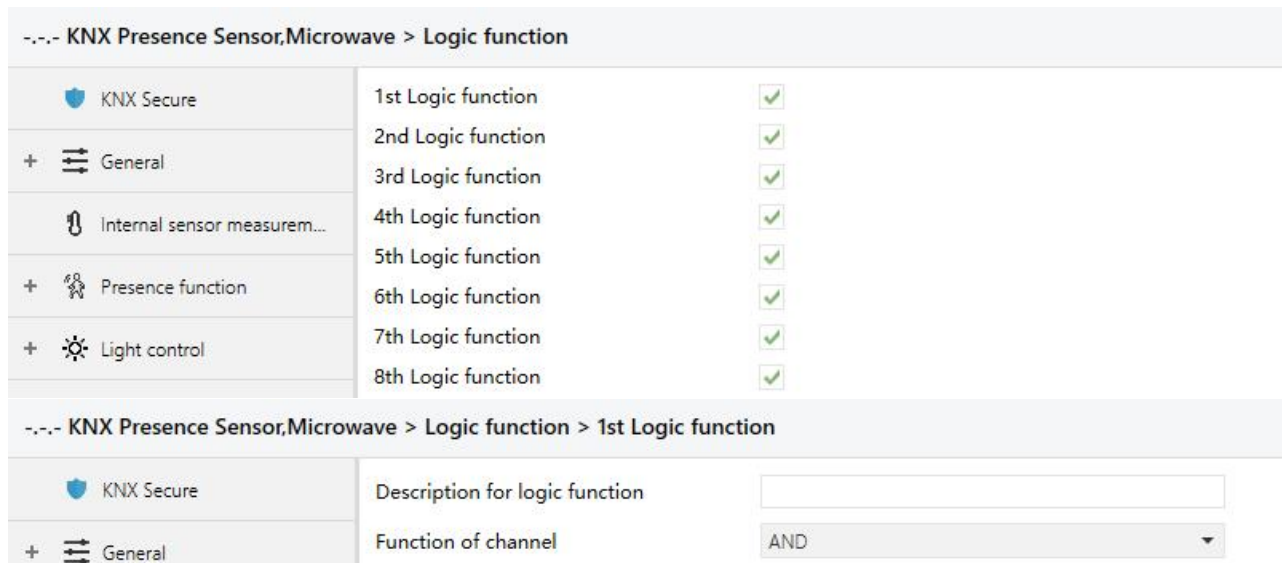 -.-.- KNX Presence Sensor,Microwave > Logic function
KNX Secure
+ General
Internal sensor measurem...
+ Presence function
+ Light control
1st Logic function
2nd Logic function
3rd Logic function
4th Logic function
5th Logic function
6th Logic function
7th Logic function
8th Logic function
-.-.- KNX Presence Sensor,Microwave > Logic function > 1st Logic function
KNX Secure
+ General
Description for logic function
Function of channel AND